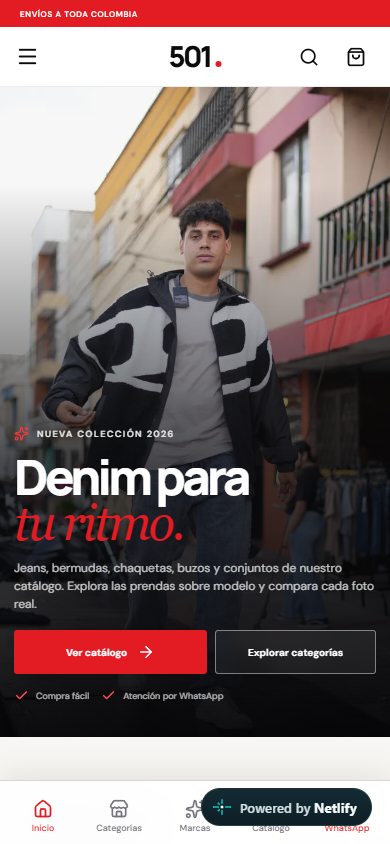 ENVÍOS A TODA COLOMBIA
501.
NUEVA COLECCIÓN 2026
Denim para
tu ritmo.
Jeans, bermudas, chaquetas, buzos y conjuntos de nuestro
catálogo. Explora las prendas sobre modelo y compara cada foto
real.
Ver catálogo
Explorar categorías
Compra fácil
Atención por WhatsApp
Powered by Netlify
Inicio
Categorías
Marcas
Catálogo
WhatsApp